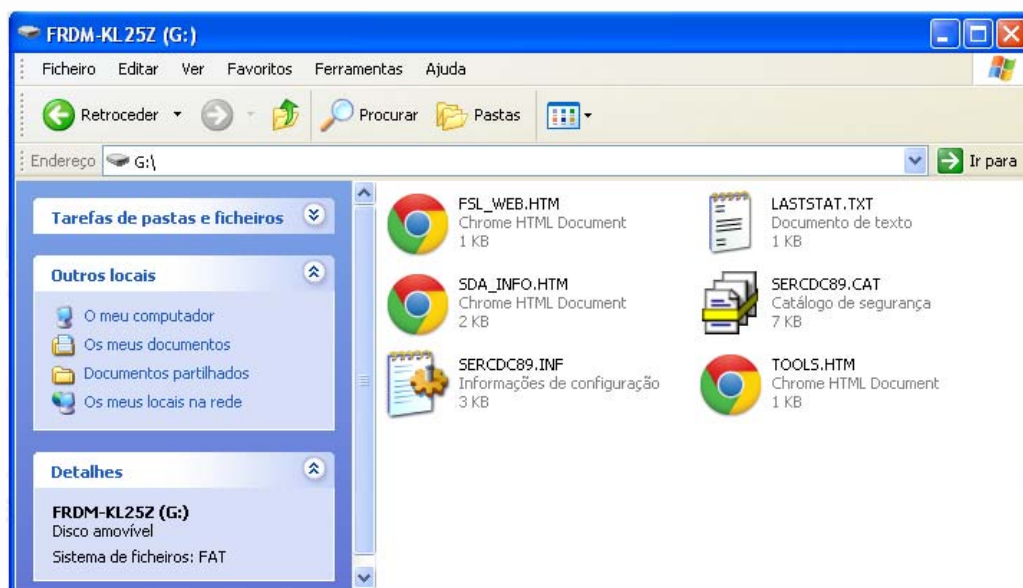 FRDM-KL25Z (G:)
Ficheiro Editar Ver Favoritos Ferramentas Ajuda
Retroceder Procurar Pastas
Endereço G:\ Ir para
Tarefas de pastas e ficheiros
Outros locais
O meu computador
Os meus documentos
Documentos partilhados
Os meus locais na rede
Detalhes
FRDM-KL25Z (G:)
Disco amovível
Sistema de ficheiros: FAT
FSL_WEB.HTM
Chrome HTML Document
1 KB
LASTSTAT.TXT
Documento de texto
1 KB
SDA_INFO.HTM
Chrome HTML Document
2 KB
SERCDC89.CAT
Catálogo de segurança
7 KB
SERCDC89.INF
Informações de configuração
3 KB
TOOLS.HTM
Chrome HTML Document
1 KB